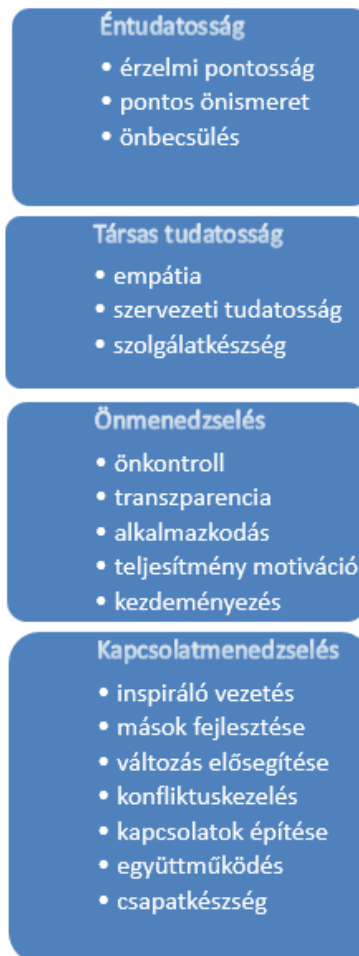 Éntudatosság
• érzelmi pontosság
• pontos önismeret
• önbecsülés
Társas tudatosság
• empátia
• szervezeti tudatosság
• szolgálatkészség
Önmenedzselés
• önkontroll
• transzparencia
• alkalmazkodás
• teljesítmény motiváció
• kezdeményezés
Kapcsolatmenedzselés
• inspiráló vezetés
• mások fejlesztése
• változás elősegítése
• konfliktuskezelés
• kapcsolatok építése
• együttműködés
• csapatkészség